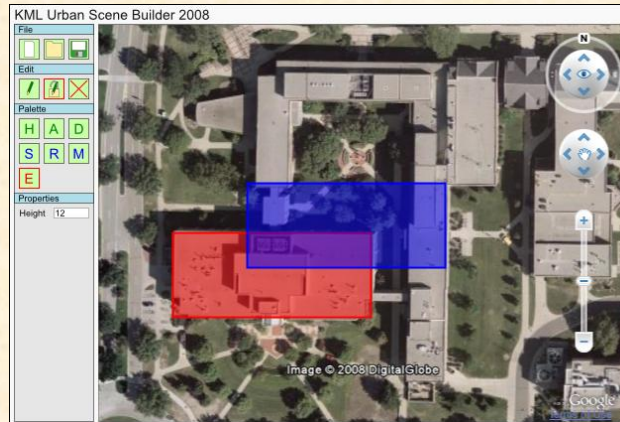 KML Urban Scene Builder 2008
File
Edit
Palette
H A D
S R M
E
Properties
Height 12
N
Image © 2008 DigitalGlobe
Google